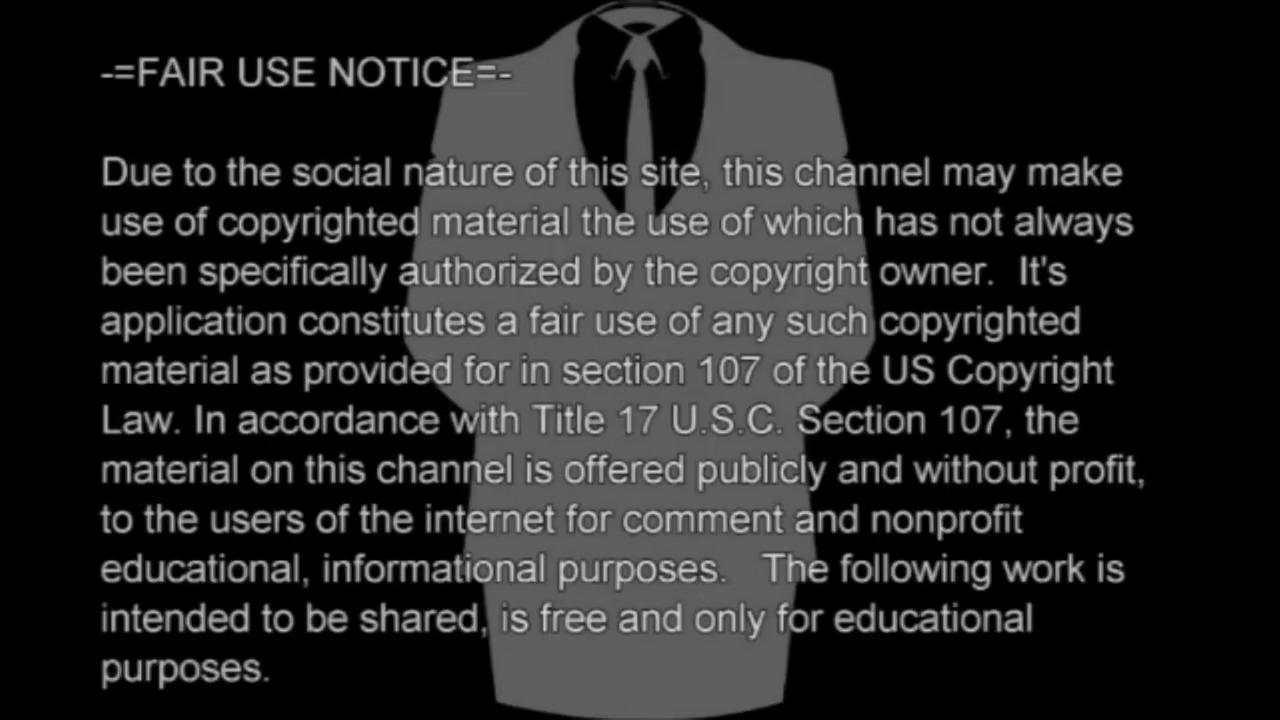 -=FAIR USE NOTICE=-
Due to the social nature of this site, this channel may make
use of copyrighted material the use of which has not always
been specifically authorized by the copyright owner.  It's
application constitutes a fair use of any such copyrighted
material as provided for in section 107 of the US Copyright
Law. In accordance with Title 17 U.S.C. Section 107, the
material on this channel is offered publicly and without profit,
to the users of the internet for comment and nonprofit
educational, informational purposes.   The following work is
intended to be shared, is free and only for educational
purposes.